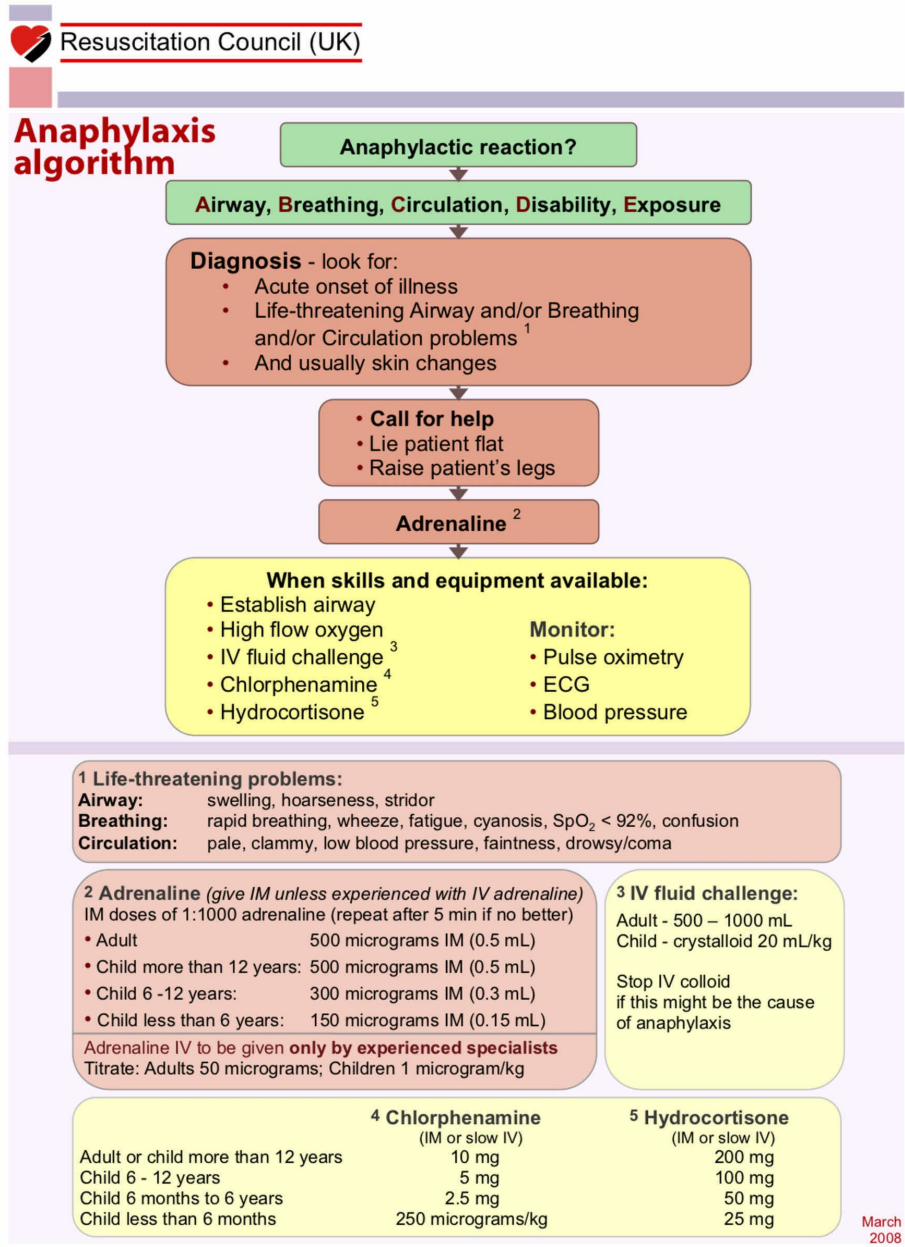 Resuscitation Council (UK)
Anaphylaxis
algorithm
Anaphylactic reaction?
Airway, Breathing, Circulation, Disability, Exposure
Diagnosis - look for:
• Acute onset of illness
• Life-threatening Airway and/or Breathing
and/or Circulation problems 1
• And usually skin changes
• Call for help
• Lie patient flat
• Raise patient's legs
Adrenaline 2
When skills and equipment available:
• Establish airway
• High flow oxygen
• IV fluid challenge 3
• Chlorphenamine 4
• Hydrocortisone 5
Monitor:
• Pulse oximetry
• ECG
• Blood pressure
1 Life-threatening problems:
Airway: swelling, hoarseness, stridor
Breathing: rapid breathing, wheeze, fatigue, cyanosis, SpO2 < 92%, confusion
Circulation: pale, clammy, low blood pressure, faintness, drowsy/coma
2 Adrenaline (give IM unless experienced with IV adrenaline)
IM doses of 1:1000 adrenaline (repeat after 5 min if no better)
• Adult 500 micrograms IM (0.5 mL)
• Child more than 12 years: 500 micrograms IM (0.5 mL)
• Child 6 -12 years: 300 micrograms IM (0.3 mL)
• Child less than 6 years: 150 micrograms IM (0.15 mL)
Adrenaline IV to be given only by experienced specialists
Titrate: Adults 50 micrograms; Children 1 microgram/kg
3 IV fluid challenge:
Adult - 500 – 1000 mL
Child - crystalloid 20 mL/kg
Stop IV colloid
if this might be the cause
of anaphylaxis
4 Chlorphenamine 5 Hydrocortisone
(IM or slow IV) (IM or slow IV)
Adult or child more than 12 years 10 mg 200 mg
Child 6 - 12 years 5 mg 100 mg
Child 6 months to 6 years 2.5 mg 50 mg
Child less than 6 months 250 micrograms/kg 25 mg
March
2008